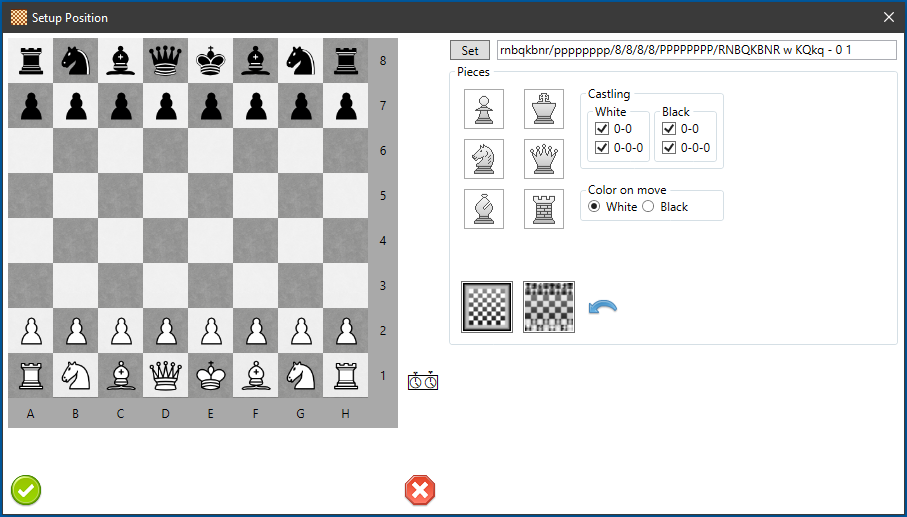 Setup Position
Set
rnbqkbnr/pppppppp/8/8/8/8/PPPPPPPP/RNBQKBNR w KQkq - 0 1
Pieces
Castling
White
Black
0-0
0-0
0-0-0
0-0-0
Color on move
White
Black
8
7
6
5
4
3
2
1
A B C D E F G H